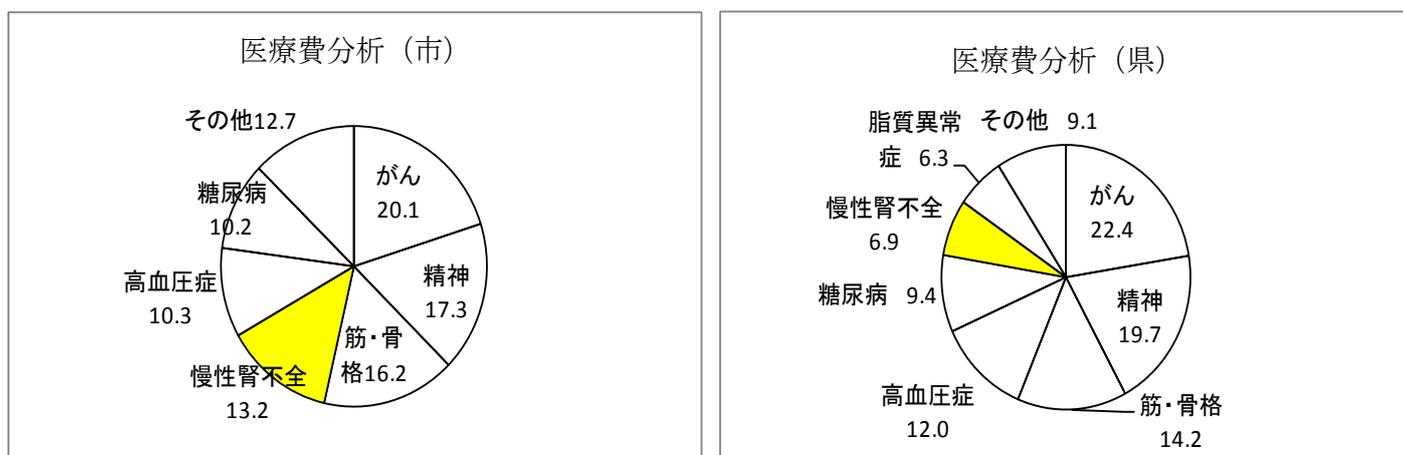 医療費分析（市）
その他12.7
がん
20.1
精神
17.3
筋・骨
格16.2
慢性腎不全
13.2
高血圧症
10.3
糖尿病
10.2
医療費分析（県）
その他 9.1
がん
22.4
精神
19.7
筋・骨格
14.2
高血圧症
12.0
糖尿病 9.4
慢性腎不全
6.9
脂質異常
症 6.3